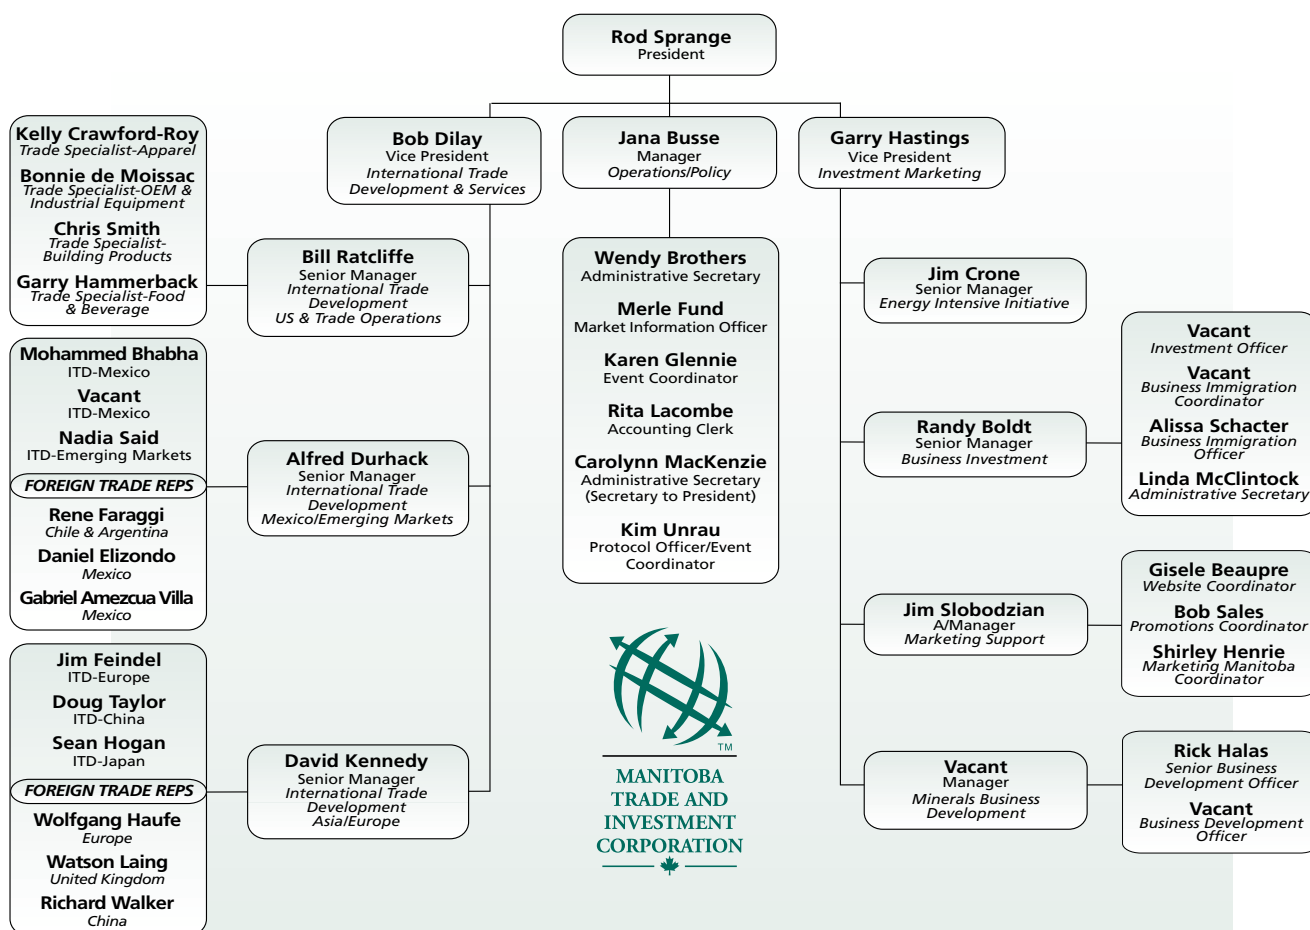 Rod Sprange
President
Bob Dilay
Vice President
International Trade
Development & Services
Jana Busse
Manager
Operations/Policy
Garry Hastings
Vice President
Investment Marketing
Kelly Crawford-Roy
Trade Specialist-Apparel
Bonnie de Moissac
Trade Specialist-OEM &
Industrial Equipment
Chris Smith
Trade Specialist-
Building Products
Garry Hammerback
Trade Specialist-Food
& Beverage
Bill Ratcliffe
Senior Manager
International Trade
Development
US & Trade Operations
Mohammed Bhabha
ITD-Mexico
Vacant
ITD-Mexico
Nadia Said
ITD-Emerging Markets
FOREIGN TRADE REPS
Rene Faraggi
Chile & Argentina
Daniel Elizondo
Mexico
Gabriel Amezcua Villa
Mexico
Alfred Durhack
Senior Manager
International Trade
Development
Mexico/Emerging Markets
Jim Feindel
ITD-Europe
Doug Taylor
ITD-China
Sean Hogan
ITD-Japan
FOREIGN TRADE REPS
Wolfgang Haufe
Europe
Watson Laing
United Kingdom
Richard Walker
China
David Kennedy
Senior Manager
International Trade
Development
Asia/Europe
Wendy Brothers
Administrative Secretary
Merle Fund
Market Information Officer
Karen Glennie
Event Coordinator
Rita Lacombe
Accounting Clerk
Carolynn MacKenzie
Administrative Secretary
(Secretary to President)
Kim Unrau
Protocol Officer/Event
Coordinator
TM
MANITOBA
TRADE AND
INVESTMENT
CORPORATION
Jim Crone
Senior Manager
Energy Intensive Initiative
Randy Boldt
Senior Manager
Business Investment
Vacant
Investment Officer
Vacant
Business Immigration
Coordinator
Alissa Schacter
Business Immigration
Officer
Linda McClintock
Administrative Secretary
Jim Slobodzian
A/Manager
Marketing Support
Gisele Beaupre
Website Coordinator
Bob Sales
Promotions Coordinator
Shirley Henrie
Marketing Manitoba
Coordinator
Vacant
Manager
Minerals Business
Development
Rick Halas
Senior Business
Development Officer
Vacant
Business Development
Officer